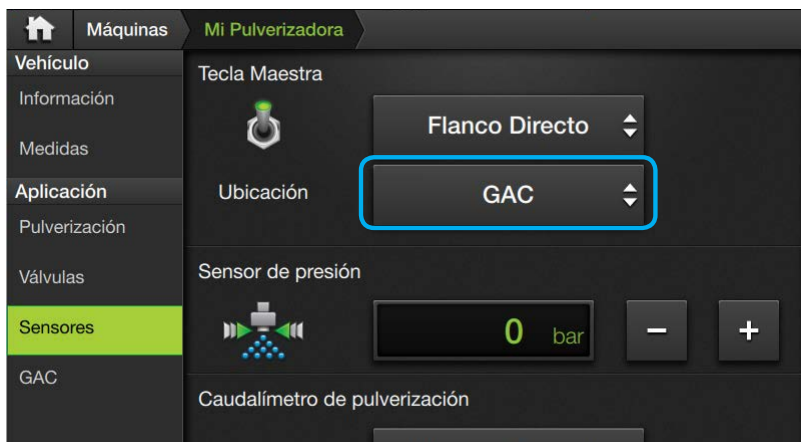 Máquinas
Mi Pulverizadora
Vehículo
Información
Medidas
Aplicación
Pulverización
Válvulas
Sensores
GAC
Tecla Maestra
Flanco Directo
Ubicación
GAC
Sensor de presión
0 bar
Caudalímetro de pulverización